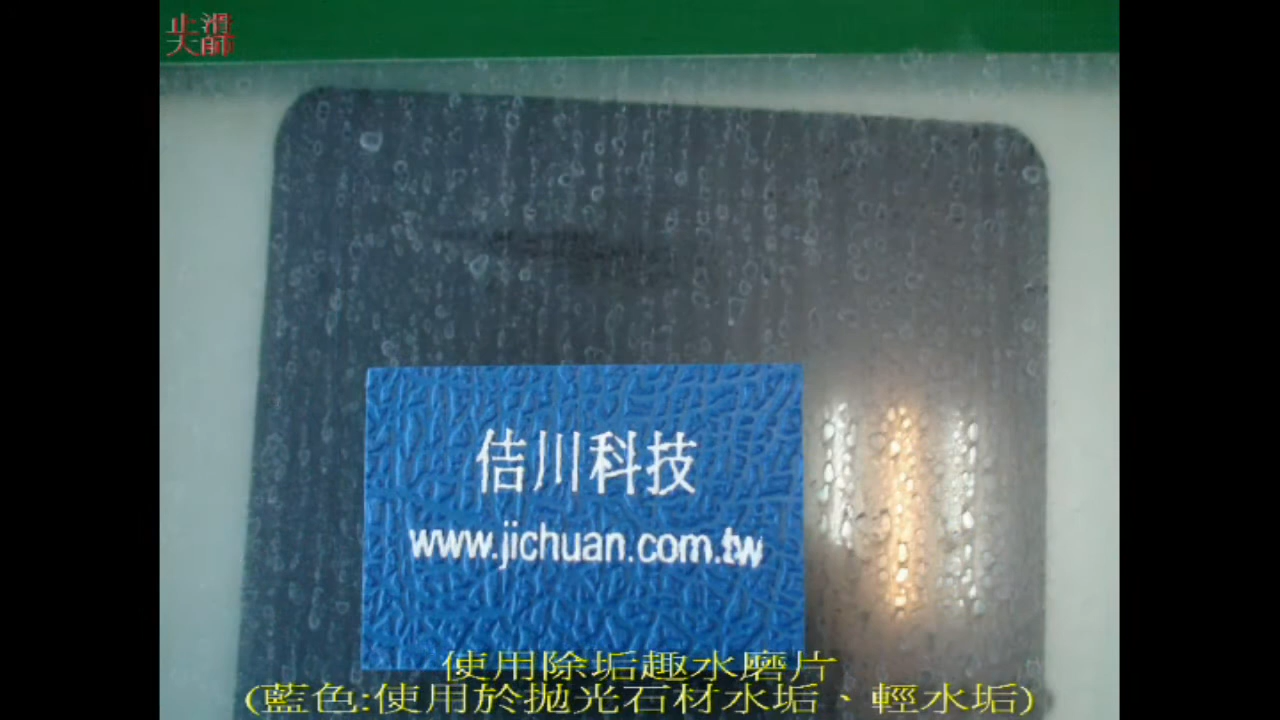 止滑
大師
佶川科技
www.jichuan.com.tw
使用除垢趣水磨片
(藍色:使用於拋光石材水垢、輕水垢)